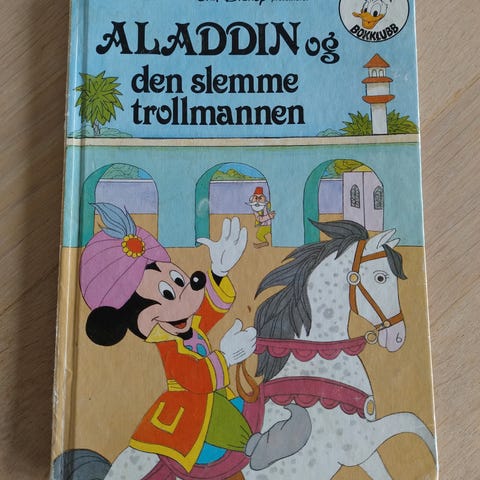 ALADDIN og
den slemme
trollmannen
BOKKLUBB